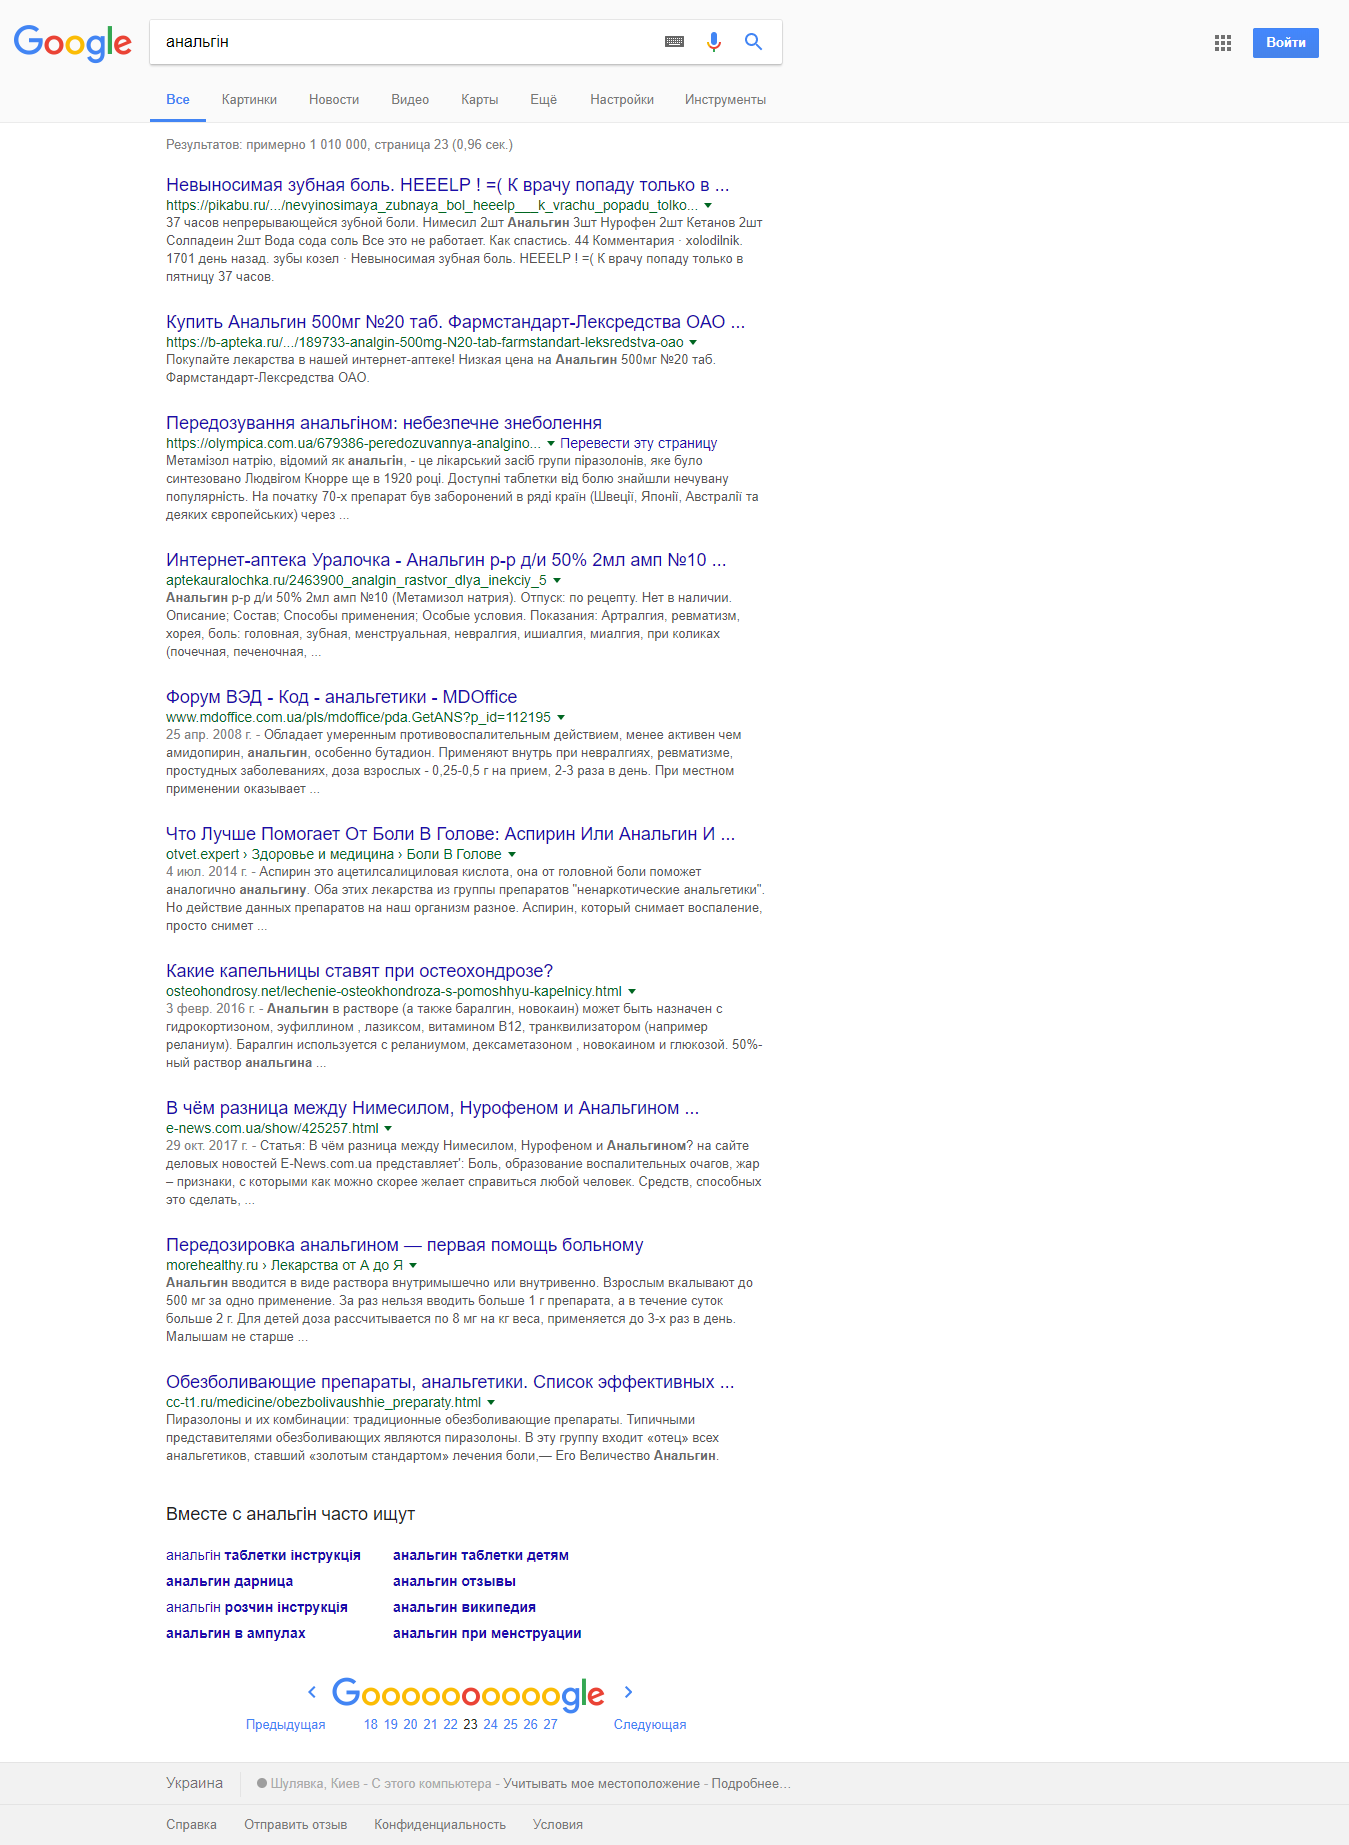 Google
анальгін
Войти
Все Картинки Новости Видео Карты Ещё Настройки Инструменты
Результатов: примерно 1 010 000, страница 23 (0,96 сек.)
Невыносимая зубная боль. HEEELP ! =( К врачу попаду только в ...
https://pikabu.ru/.../nevyinosimaya_zubnaya_bol_heeelp___k_vrachu_popadu_tolko...
37 часов непрерывающейся зубной боли. Нимесил 2шт Анальгин 3шт Нурофен 2шт Кетанов 2шт
Солпадеин 2шт Вода сода соль Все это не работает. Как спастись. 44 Комментария · xolodilnik.
1701 день назад. зубы козел · Невыносимая зубная боль. HEEELP ! =( К врачу попаду только в
пятницу 37 часов.
Купить Анальгин 500мг №20 таб. Фармстандарт-Лексредства ОАО ...
https://b-apteka.ru/.../189733-analgin-500mg-N20-tab-farmstandart-leksredstva-oao
Покупайте лекарства в нашей интернет-аптеке! Низкая цена на Анальгин 500мг №20 таб.
Фармстандарт-Лексредства ОАО.
Передозування анальгіном: небезпечне знеболення
https://olympica.com.ua/679386-peredozuvannya-analgino... Перевести эту страницу
Метамізол натрію, відомий як анальгін, - це лікарський засіб групи піразолонів, яке було
синтезовано Людвігом Кнорре ще в 1920 році. Доступні таблетки від болю знайшли нечувану
популярність. На початку 70-х препарат був заборонений в ряді країн (Швеції, Японії, Австралії та
деяких європейських) через ...
Интернет-аптека Уралочка - Анальгин р-р д/и 50% 2мл амп №10 ...
aptekauralochka.ru/2463900_analgin_rastvor_dlya_inekciy_5
Анальгин р-р д/и 50% 2мл амп №10 (Метамизол натрия). Отпуск: по рецепту. Нет в наличии.
Описание; Состав; Способы применения; Особые условия. Показания: Артралгия, ревматизм,
хорея, боль: головная, зубная, менструальная, невралгия, ишиалгия, миалгия, при коликах
(почечная, печеночная, ...
Форум ВЭД - Код - анальгетики - MDOffice
www.mdoffice.com.ua/pls/mdoffice/pda.GetANS?p_id=112195
25 апр. 2008 г. - Обладает умеренным противовоспалительным действием, менее активен чем
амидопирин, анальгин, особенно бутадион. Применяют внутрь при невралгиях, ревматизме,
простудных заболеваниях, доза взрослых - 0,25-0,5 г на прием, 2-3 раза в день. При местном
применении оказывает ...
Что Лучше Помогает От Боли В Голове: Аспирин Или Анальгин И ...
otvet.expert › Здоровье и медицина › Боли В Голове
4 июл. 2014 г. - Аспирин это ацетилсалициловая кислота, она от головной боли поможет
аналогично анальгину. Оба этих лекарства из группы препаратов "ненаркотические анальгетики".
Но действие данных препаратов на наш организм разное. Аспирин, который снимает воспаление,
просто снимет ...
Какие капельницы ставят при остеохондрозе?
osteohondrosy.net/lechenie-osteokhondroza-s-pomoshhyu-kapelnicy.html
3 февр. 2016 г. - Анальгин в растворе (а также баралгин, новокаин) может быть назначен с
гидрокортизоном, эуфиллином , лазиксом, витамином В12, транквилизатором (например
реланиум). Баралгин используется с реланиумом, дексаметазоном , новокаином и глюкозой. 50%-
ный раствор анальгина ...
В чём разница между Нимесилом, Нурофеном и Анальгином ...
e-news.com.ua/show/425257.html
29 окт. 2017 г. - Статья: В чём разница между Нимесилом, Нурофеном и Анальгином? на сайте
деловых новостей E-News.com.ua представляет': Боль, образование воспалительных очагов, жар
– признаки, с которыми как можно скорее желает справиться любой человек. Средств, способных
это сделать, ...
Передозировка анальгином — первая помощь больному
morehealthy.ru › Лекарства от А до Я
Анальгин вводится в виде раствора внутримышечно или внутривенно. Взрослым вкалывают до
500 мг за одно применение. За раз нельзя вводить больше 1 г препарата, а в течение суток
больше 2 г. Для детей доза рассчитывается по 8 мг на кг веса, применяется до 3-х раз в день.
Малышам не старше ...
Обезболивающие препараты, анальгетики. Список эффективных ...
cc-t1.ru/medicine/obezbolivaushhie_preparaty.html
Пиразолоны и их комбинации: традиционные обезболивающие препараты. Типичными
представителями обезболивающих являются пиразолоны. В эту группу входит «отец» всех
анальгетиков, ставший «золотым стандартом» лечения боли,— Его Величество Анальгин.
Вместе с анальгін часто ищут
анальгін таблетки інструкція анальгин таблетки детям
анальгин дарница анальгин отзывы
анальгін розчин інструкція анальгин википедия
анальгин в ампулах анальгин при менструации
Goooooooooogle
Предыдущая 18 19 20 21 22 23 24 25 26 27 Следующая
Украина Шулявка, Киев - С этого компьютера - Учитывать мое местоположение - Подробнее...
Справка Отправить отзыв Конфиденциальность Условия